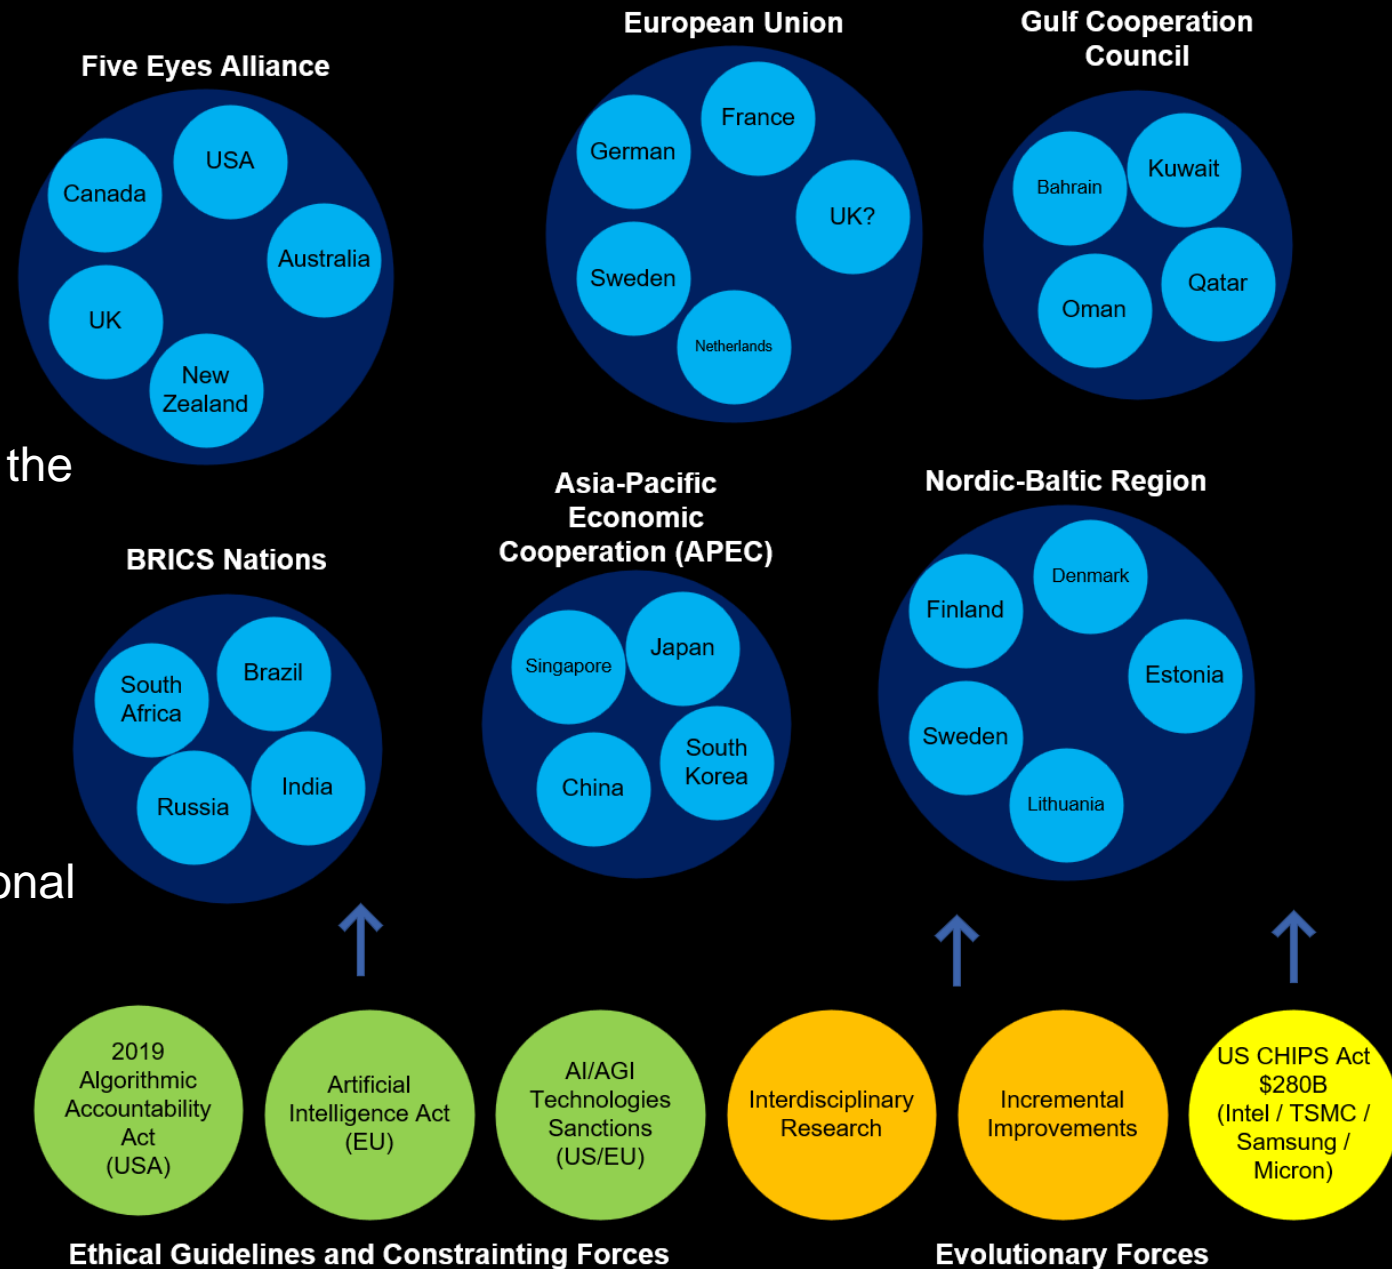 Five Eyes Alliance
Canada
USA
Australia
UK
New
Zealand
European Union
German
France
UK?
Sweden
Netherlands
Gulf Cooperation
Council
Bahrain
Kuwait
Qatar
Oman
the
BRICS Nations
South
Africa
Brazil
India
Russia
Asia-Pacific
Economic
Cooperation (APEC)
Singapore
Japan
South
Korea
China
Nordic-Baltic Region
Finland
Denmark
Estonia
Sweden
Lithuania
onal
2019
Algorithmic
Accountability
Act
(USA)
Artificial
Intelligence Act
(EU)
AI/AGI
Technologies
Sanctions
(US/EU)
Interdisciplinary
Research
Incremental
Improvements
US CHIPS Act
$280B
(Intel / TSMC /
Samsung /
Micron)
Ethical Guidelines and Constrainting Forces
Evolutionary Forces